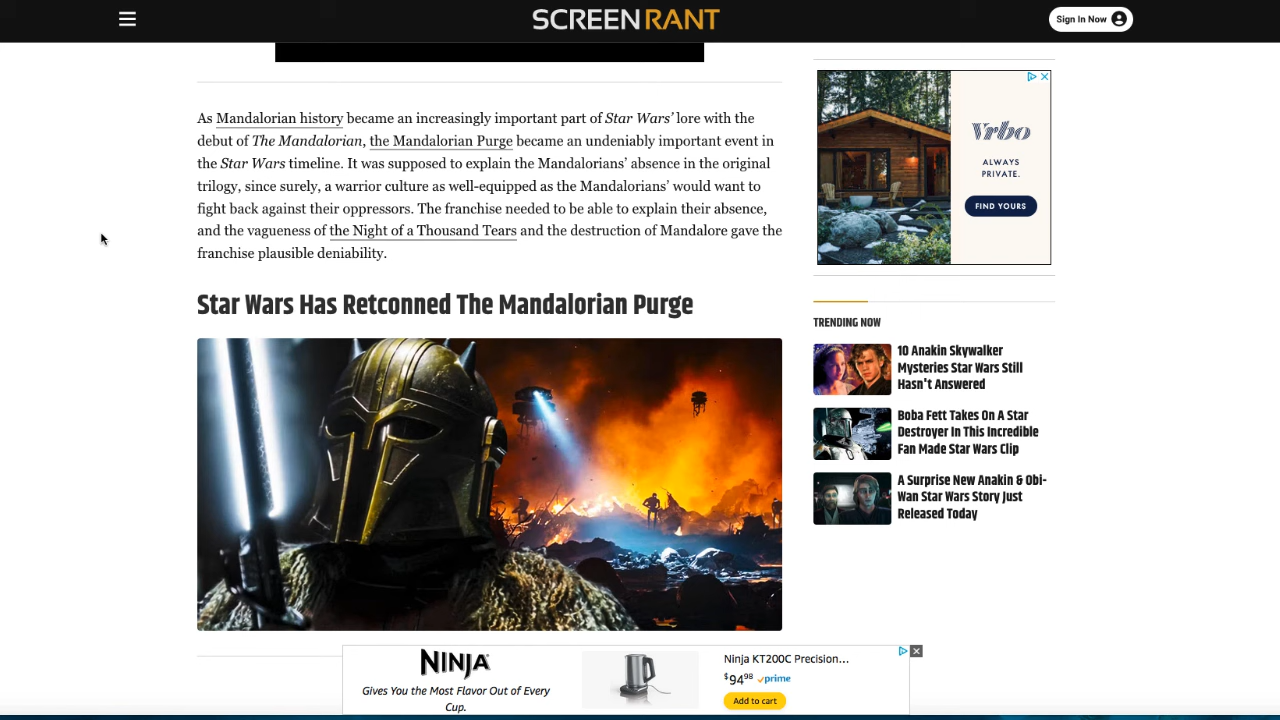 SCREENRANT
Sign In Now
As Mandalorian history became an increasingly important part of Star Wars' lore with the
debut of The Mandalorian, the Mandalorian Purge became an undeniably important event in
the Star Wars timeline. It was supposed to explain the Mandalorians' absence in the original
trilogy, since surely, a warrior culture as well-equipped as the Mandalorians' would want to
fight back against their oppressors. The franchise needed to be able to explain their absence,
and the vagueness of the Night of a Thousand Tears and the destruction of Mandalore gave the
franchise plausible deniability.
Star Wars Has Retconned The Mandalorian Purge
Vrbo
ALWAYS
PRIVATE.
FIND YOURS
TRENDING NOW
10 Anakin Skywalker
Mysteries Star Wars Still
Hasn't Answered
Boba Fett Takes On A Star
Destroyer In This Incredible
Fan Made Star Wars Clip
A Surprise New Anakin & Obi-
Wan Star Wars Story Just
Released Today
NINJA
Gives You the Most Flavor Out of Every
Cup.
Ninja KT200C Precision...
$9498 prime
Add to cart